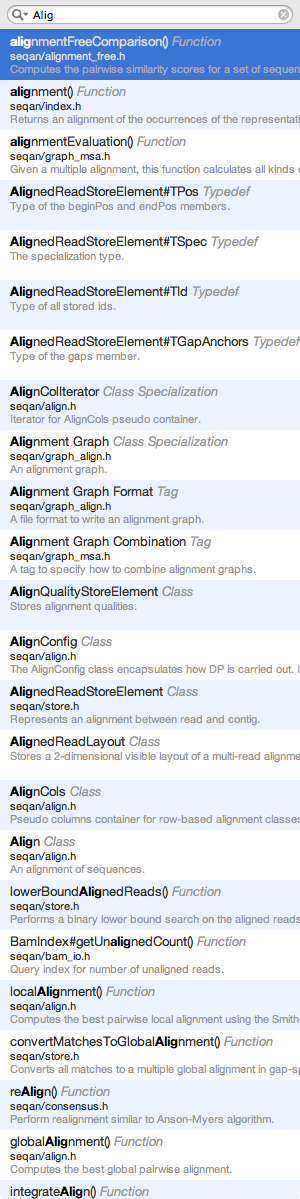 Alig
alignmentFreeComparison() Function
seqan/alignment_free.h
Computes the pairwise similarity scores for a set of sequen
alignment() Function
seqan/index.h
Returns an alignment of the occurrences of the representati
alignmentEvaluation() Function
seqan/graph_msa.h
Given a multiple alignment, this function calculates all kinds
AlignedReadStoreElement#TPos Typedef
Type of the beginPos and endPos members.
AlignedReadStoreElement#TSpec Typedef
The specialization type.
AlignedReadStoreElement#TId Typedef
Type of all stored ids.
AlignedReadStoreElement#TGapAnchors Typedef
Type of the gaps member.
AlignColIterator Class Specialization
seqan/align.h
Iterator for AlignCols pseudo container.
Alignment Graph Class Specialization
seqan/graph_align.h
An alignment graph.
Alignment Graph Format Tag
seqan/graph_align.h
A file format to write an alignment graph.
Alignment Graph Combination Tag
seqan/graph_msa.h
A tag to specify how to combine alignment graphs.
AlignQualityStoreElement Class
Stores alignment qualities.
AlignConfig Class
seqan/align.h
The AlignConfig class encapsulates how DP is carried out.
AlignedReadStoreElement Class
seqan/store.h
Represents an alignment between read and contig.
AlignedReadLayout Class
Stores a 2-dimensional visible layout of a multi-read alignme
AlignCols Class
seqan/align.h
Pseudo columns container for row-based alignment classes
Align Class
seqan/align.h
An alignment of sequences.
lowerBoundAlignedReads() Function
seqan/store.h
Performs a binary lower bound search on the aligned reads
BamIndex#getUnalignedCount() Function
seqan/bam_io.h
Query index for number of unaligned reads.
localAlignment() Function
seqan/align.h
Computes the best pairwise local alignment using the Smith-
convertMatchesToGlobalAlignment() Function
seqan/store.h
Converts all matches to a multiple global alignment in gap-sp
reAlign() Function
seqan/consensus.h
Perform realignment similar to Anson-Myers algorithm.
globalAlignment() Function
seqan/align.h
Computes the best global pairwise alignment.
integrateAlign() Function